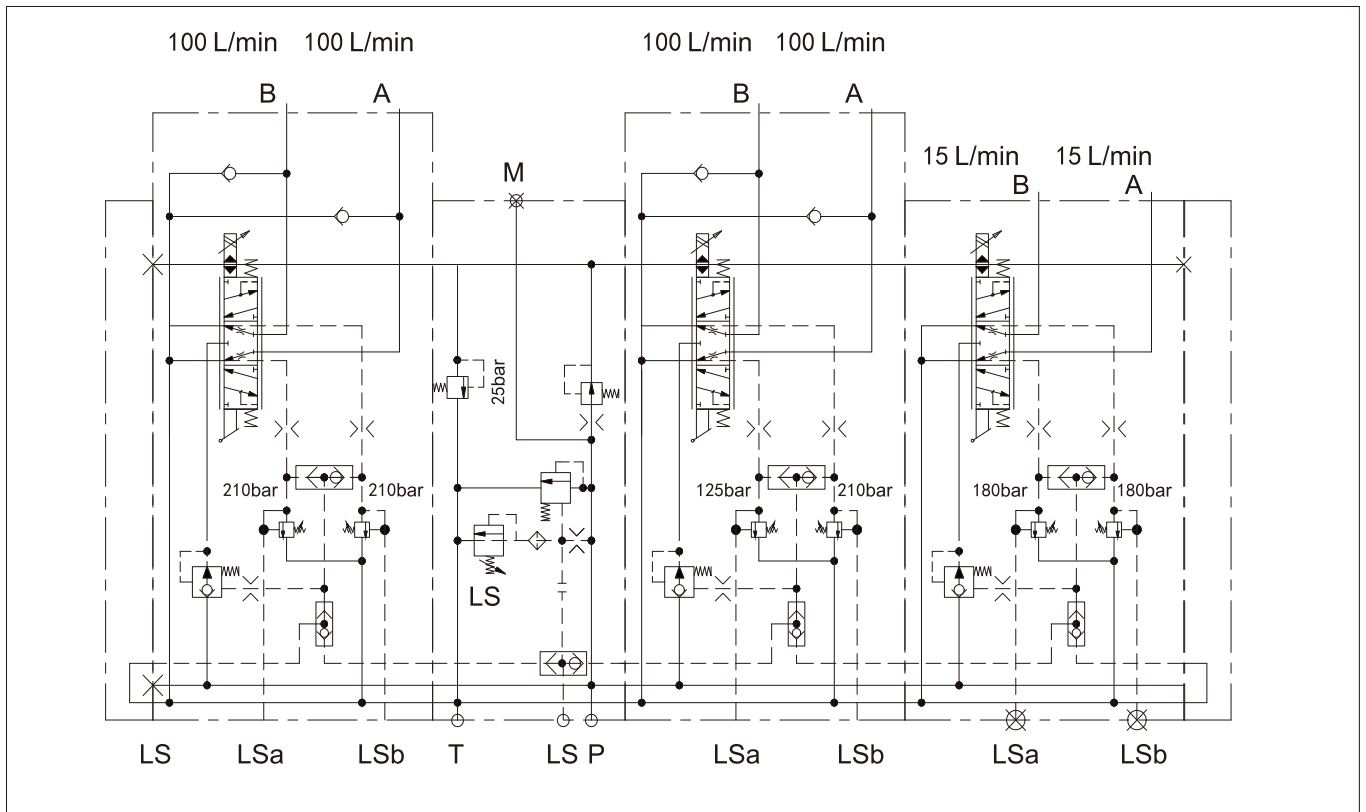 100 L/min 100 L/min 100 L/min 100 L/min
B A B A
15 L/min 15 L/min
M B A
25bar
210bar 210bar 125bar 210bar 180bar 180bar
LS
LS LSa LSb T LS P LSa LSb LSa LSb